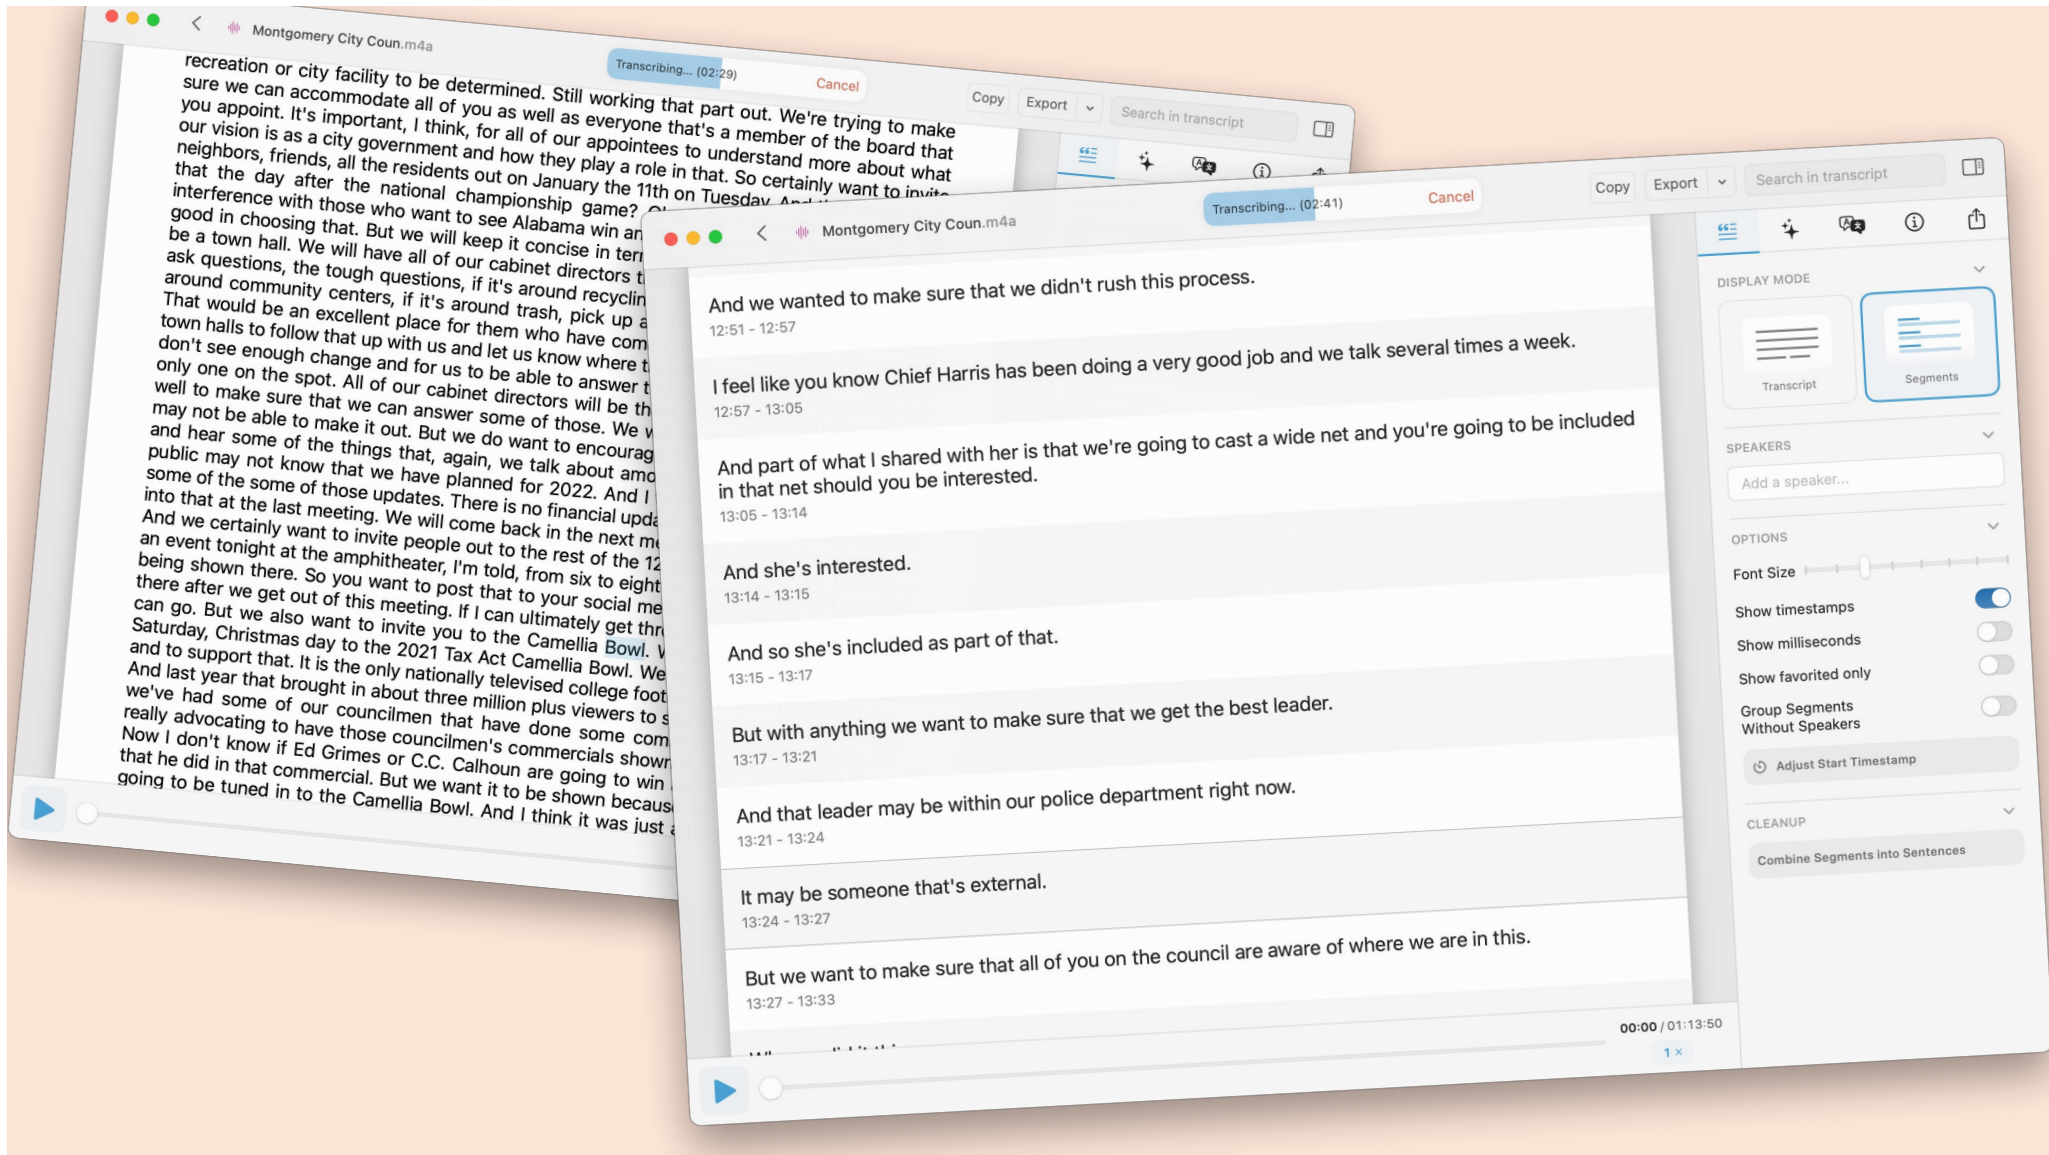 Montgomery City Coun.m4a
Transcribing... (02:29)
Cancel
Copy
Export
Search in transcript
recreation or city facility to be determined. Still working that part out. We're trying to make
sure we can accommodate all of you as well as everyone that's a member of the board that
you appoint. It's important, I think, for all of our appointees to understand more about what
our vision is as a city government and how they play a role in that. So certainly want to invite
neighbors, friends, all the residents out on January the 11th on Tuesday. And
that the day after the national championship game?
interference with those who want to see Alabama win
good in choosing that. But we will keep it concise in
be a town hall. We will have all of our cabinet directors
ask questions, the tough questions, if it's around
around community centers, if it's around trash, pick up
That would be an excellent place for them who have
town halls to follow that up with us and let us know where
don't see enough change and for us to be able to answer
only one on the spot. All of our cabinet directors will be
well to make sure that we can answer some of those. We
may not be able to make it out. But we do want to
and hear some of the things that, again, we talk about
public may not know that we have planned for 2022. And I
some of the some of those updates. There is no financial
into that at the last meeting. We will come back in the next
And we certainly want to invite people out to the rest of the
an event tonight at the amphitheater, I'm told, from six to
being shown there. So you want to post that to your social
there after we get out of this meeting. If I can ultimately get
can go. But we also want to invite you to the Camellia Bowl.
Saturday, Christmas day to the 2021 Tax Act Camellia Bowl. We
and to support that. It is the only nationally televised college
And last year that brought in about three million plus viewers to
we've had some of our councilmen that have done some
really advocating to have those councilmen's commercials
Now I don't know if Ed Grimes or C.C. Calhoun are going to win
that he did in that commercial. But we want it to be shown
going to be tuned in to the Camellia Bowl. And I think it was just
Montgomery City Coun.m4a
Transcribing... (02:41)
Cancel
Copy
Export
Search in transcript
And we wanted to make sure that we didn't rush this process.
12:51 - 12:57
I feel like you know Chief Harris has been doing a very good job and we talk several times a week.
12:57 - 13:05
And part of what I shared with her is that we're going to cast a wide net and you're going to be included
in that net should you be interested.
13:05 - 13:14
And she's interested.
13:14 - 13:15
And so she's included as part of that.
13:15 - 13:17
But with anything we want to make sure that we get the best leader.
13:17 - 13:21
And that leader may be within our police department right now.
13:21 - 13:24
It may be someone that's external.
13:24 - 13:27
But we want to make sure that all of you on the council are aware of where we are in this.
13:27 - 13:33
00:00 / 01:13:50
1 ×
DISPLAY MODE
Transcript
Segments
SPEAKERS
Add a speaker...
OPTIONS
Font Size
Show timestamps
Show milliseconds
Show favorited only
Group Segments
Without Speakers
Adjust Start Timestamp
CLEANUP
Combine Segments into Sentences